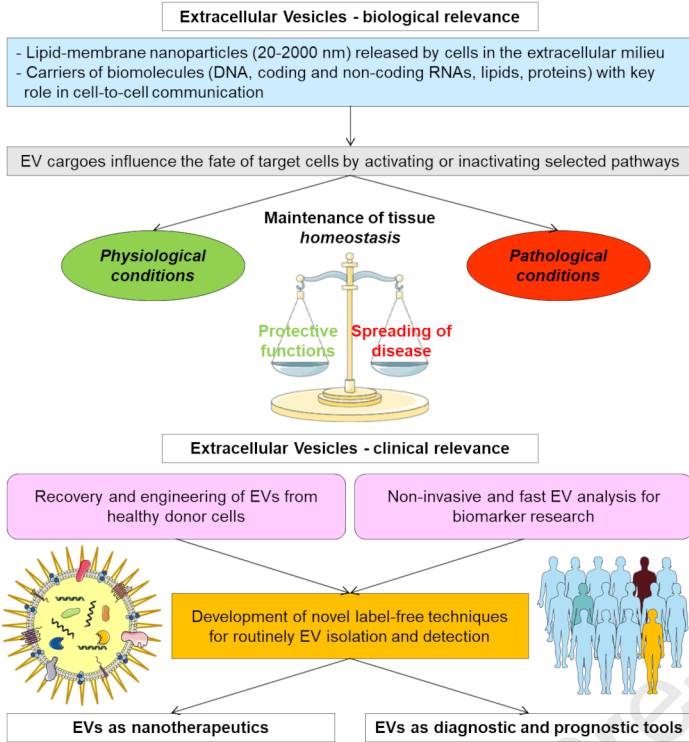 Extracellular Vesicles - biological relevance
- Lipid-membrane nanoparticles (20-2000 nm) released by cells in the extracellular milieu
- Carriers of biomolecules (DNA, coding and non-coding RNAs, lipids, proteins) with key
role in cell-to-cell communication
EV cargoes influence the fate of target cells by activating or inactivating selected pathways
Maintenance of tissue
homeostasis
Physiological
conditions
Pathological
conditions
Protective
functions
Spreading of
disease
Extracellular Vesicles - clinical relevance
Recovery and engineering of EVs from
healthy donor cells
Non-invasive and fast EV analysis for
biomarker research
Development of novel label-free techniques
for routinely EV isolation and detection
EVs as nanotherapeutics
EVs as diagnostic and prognostic tools